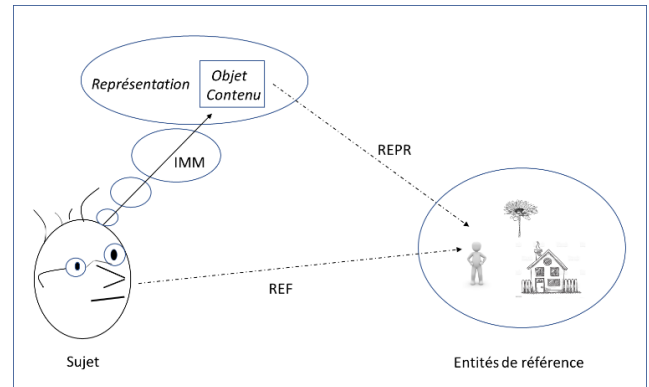 Représentation
Objet
Contenu
IMM
REPR
REF
Sujet
Entités de référence